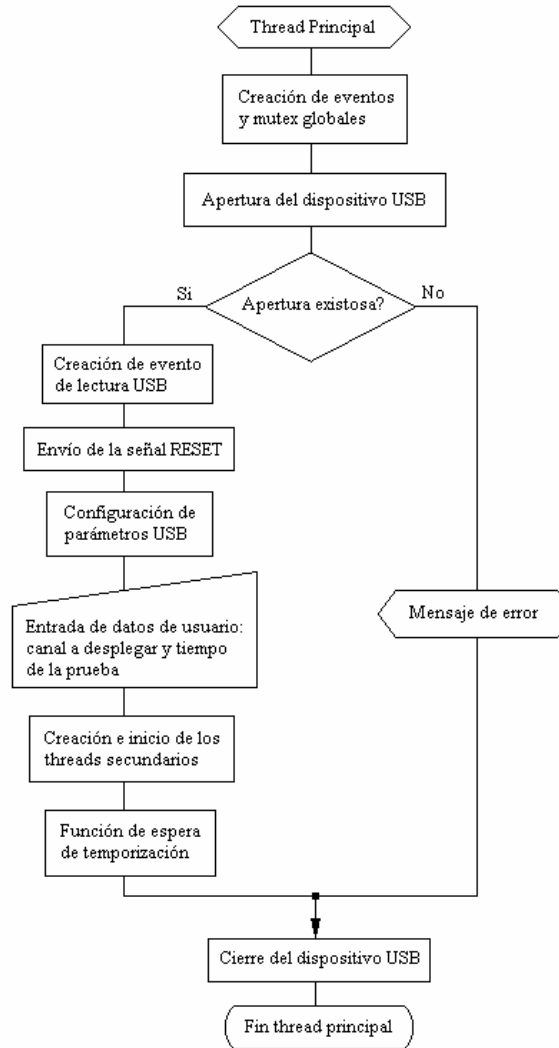 Thread Principal
Creación de eventos
y mutex globales
Apertura del dispositivo USB
Si
Apertura existosa?
No
Creación de evento
de lectura USB
Envío de la señal RESET
Configuración de
parámetros USB
Entrada de datos de usuario:
canal a desplegar y tiempo
de la prueba
Mensaje de error
Creación e inicio de los
threads secundarios
Función de espera
de temporización
Cierre del dispositivo USB
Fin thread principal